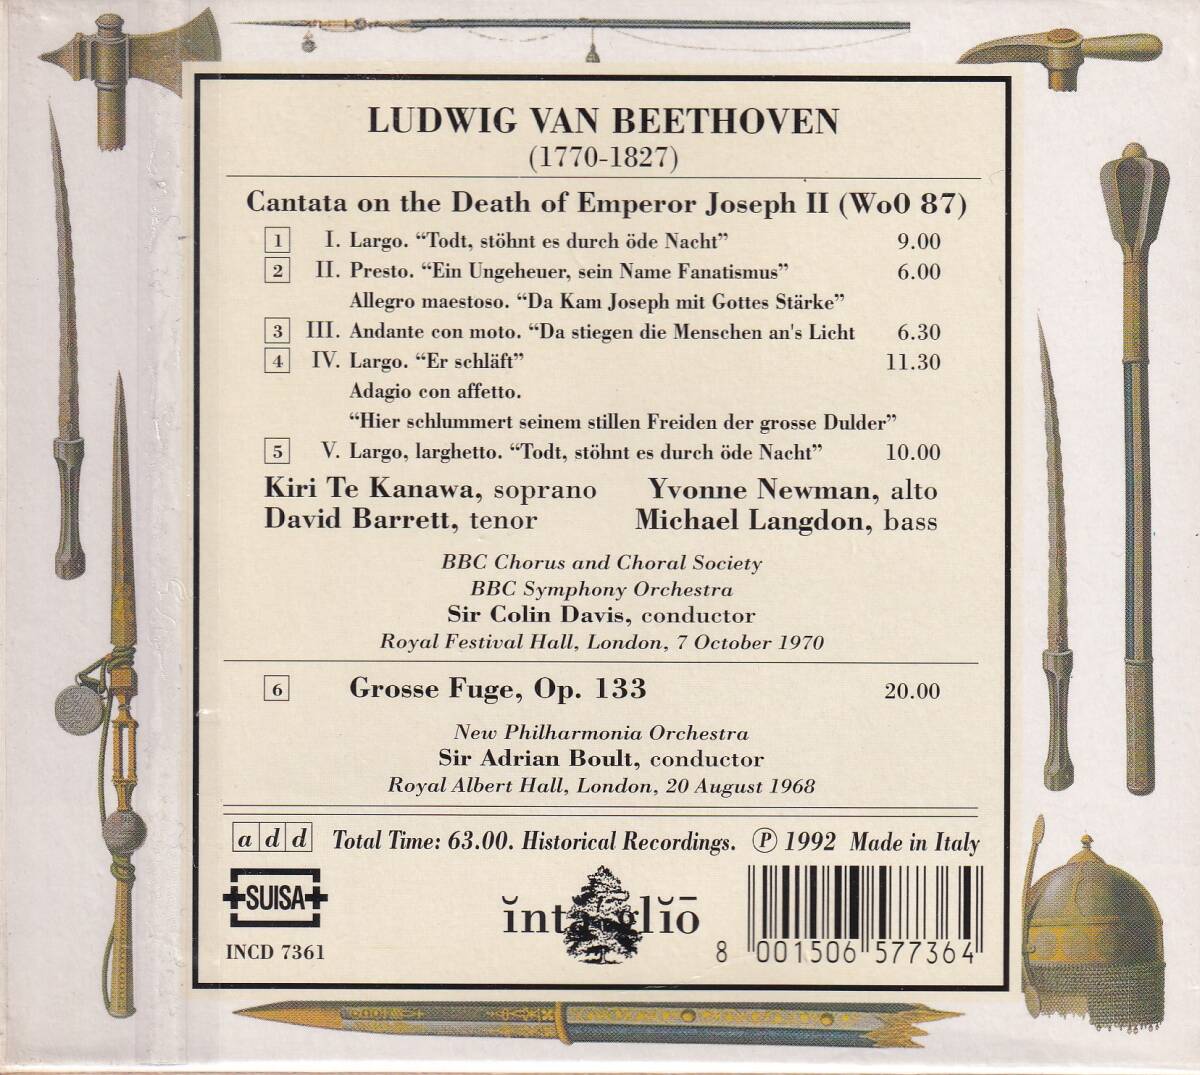 LUDWIG VAN BEETHOVEN
(1770-1827)
Cantata on the Death of Emperor Joseph II (Wo0 87)
1 I. Largo. “Todt, stöhnt es durch öde Nacht” 9.00
2 II. Presto. “Ein Ungeheuer, sein Name Fanatismus” 6.00
Allegro maestoso. “Da Kam Joseph mit Gottes Stärke”
3 III. Andante con moto. “Da stiegen die Menschen an's Licht 6.30
4 IV. Largo. “Er schläft” 11.30
Adagio con affetto.
“Hier schlummert seinem stillen Freiden der grosse Dulder”
5 V. Largo, larghetto. “Todt, stöhnt es durch öde Nacht” 10.00
Kiri Te Kanawa, soprano Yvonne Newman, alto
David Barrett, tenor Michael Langdon, bass
BBC Chorus and Choral Society
BBC Symphony Orchestra
Sir Colin Davis, conductor
Royal Festival Hall, London, 7 October 1970
6 Grosse Fuge, Op. 133 20.00
New Philharmonia Orchestra
Sir Adrian Boult, conductor
Royal Albert Hall, London, 20 August 1968
a d d Total Time: 63.00. Historical Recordings. Ⓟ 1992 Made in Italy
SUISA
INCD 7361
ĭntaglĭō
8 001506 577364